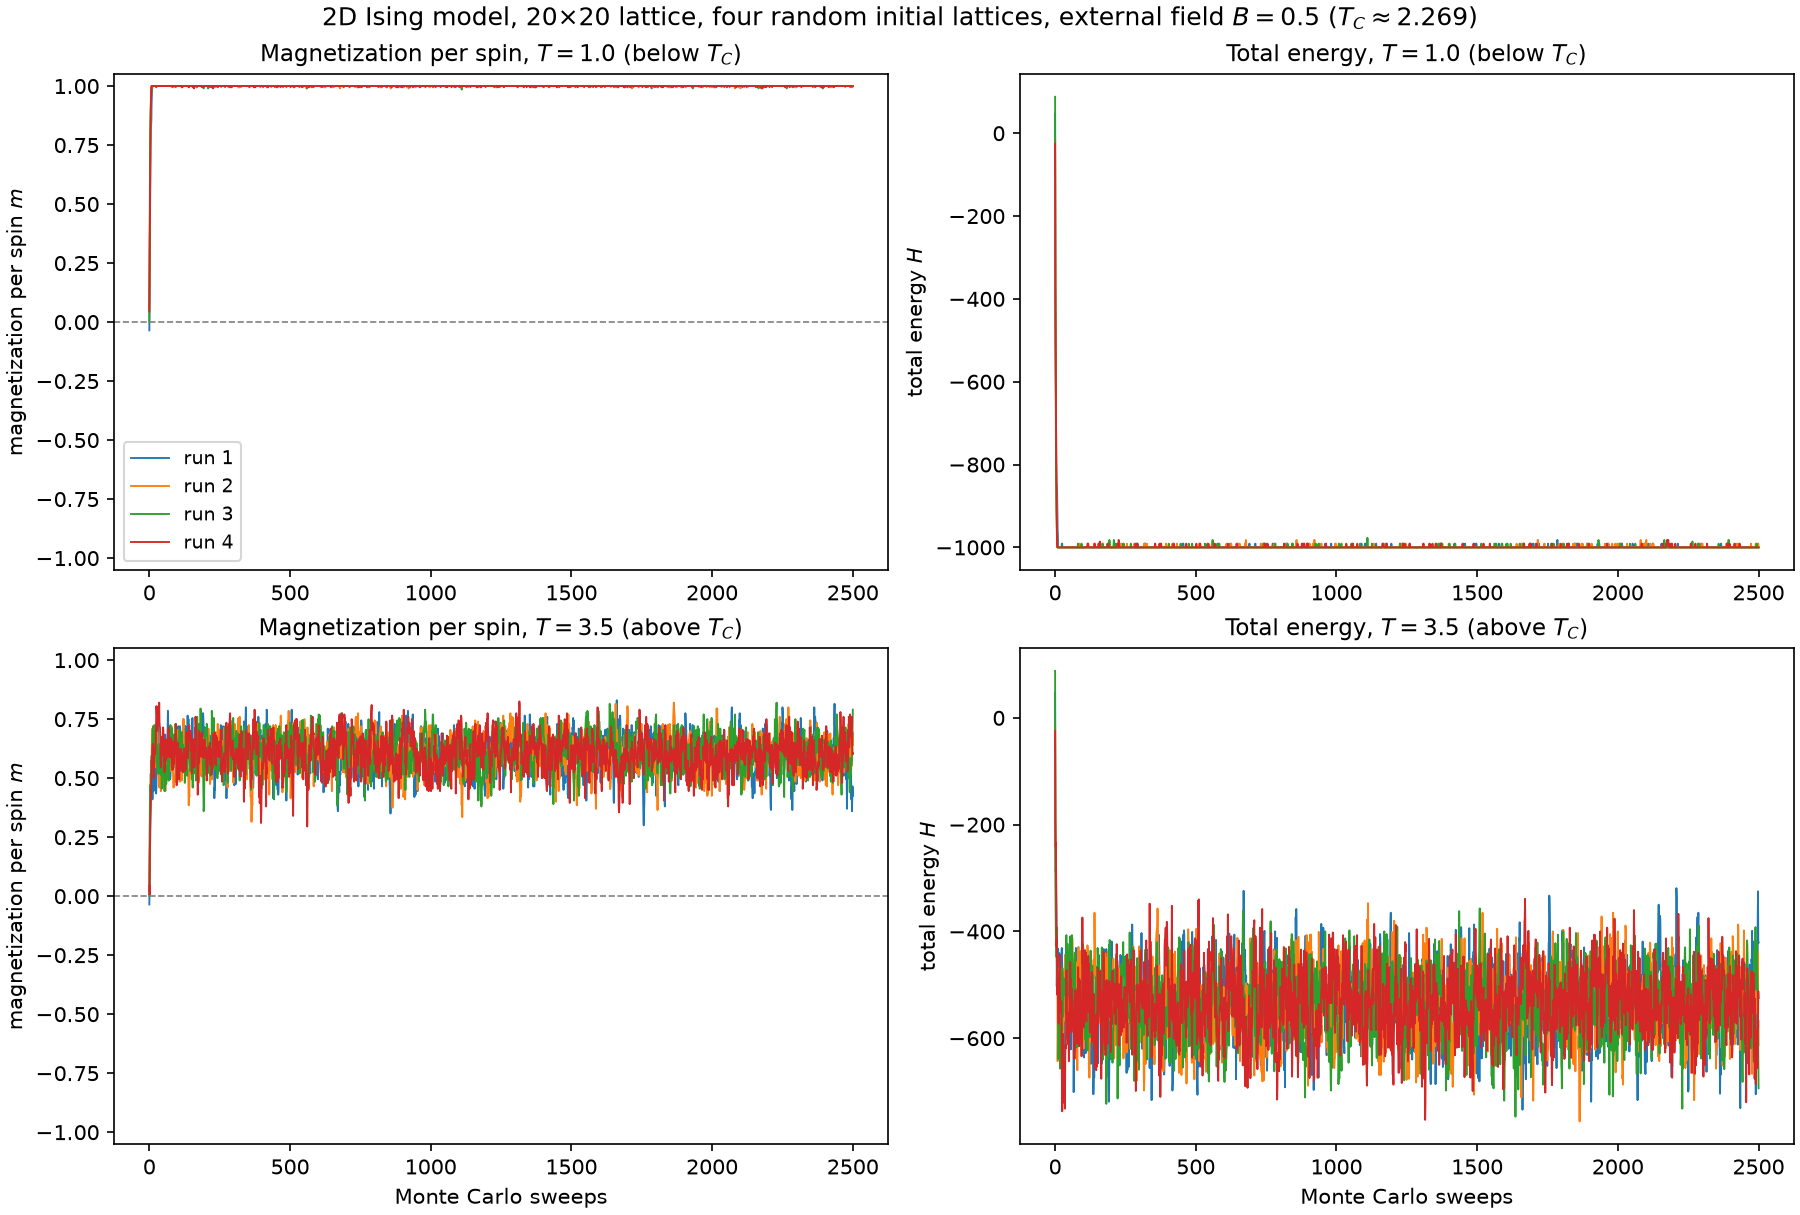 2D Ising model, 20×20 lattice, four random initial lattices, external field B = 0.5 (T_C ≈ 2.269)
Magnetization per spin, T = 1.0 (below T_C)
magnetization per spin m
1.00
0.75
0.50
0.25
0.00
−0.25
−0.50
−0.75
−1.00
run 1
run 2
run 3
run 4
0 500 1000 1500 2000 2500
Total energy, T = 1.0 (below T_C)
total energy H
0
−200
−400
−600
−800
−1000
0 500 1000 1500 2000 2500
Magnetization per spin, T = 3.5 (above T_C)
magnetization per spin m
1.00
0.75
0.50
0.25
0.00
−0.25
−0.50
−0.75
−1.00
0 500 1000 1500 2000 2500
Monte Carlo sweeps
Total energy, T = 3.5 (above T_C)
total energy H
0
−200
−400
−600
0 500 1000 1500 2000 2500
Monte Carlo sweeps